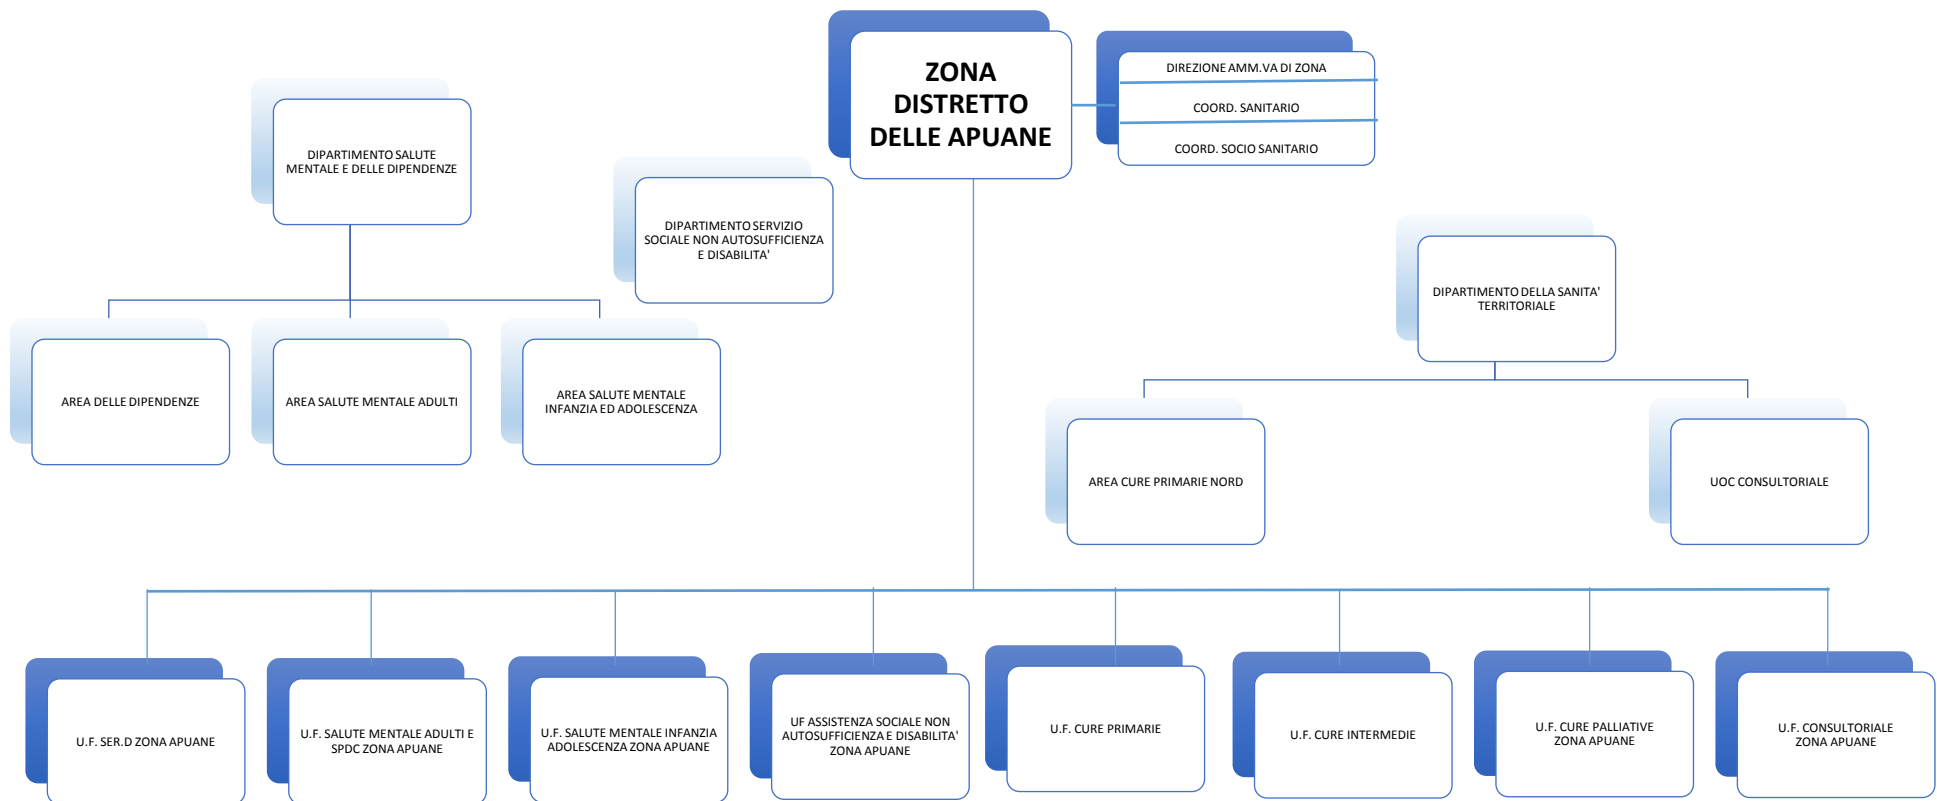 ZONA
DISTRETTO
DELLE APUANE
DIREZIONE AMM.VA DI ZONA
COORD. SANITARIO
COORD. SOCIO SANITARIO
DIPARTIMENTO SALUTE
MENTALE E DELLE DIPENDENZE
DIPARTIMENTO SERVIZIO
SOCIALE NON AUTOSUFFICIENZA
E DISABILITA'
DIPARTIMENTO DELLA SANITA'
TERRITORIALE
AREA DELLE DIPENDENZE
AREA SALUTE MENTALE ADULTI
AREA SALUTE MENTALE
INFANZIA ED ADOLESCENZA
AREA CURE PRIMARIE NORD
UOC CONSULTORIALE
U.F. SER.D ZONA APUANE
U.F. SALUTE MENTALE ADULTI E
SPDC ZONA APUANE
U.F. SALUTE MENTALE INFANZIA
ADOLESCENZA ZONA APUANE
UF ASSISTENZA SOCIALE NON
AUTOSUFFICIENZA E DISABILITA'
ZONA APUANE
U.F. CURE PRIMARIE
U.F. CURE INTERMEDIE
U.F. CURE PALLIATIVE
ZONA APUANE
U.F. CONSULTORIALE
ZONA APUANE